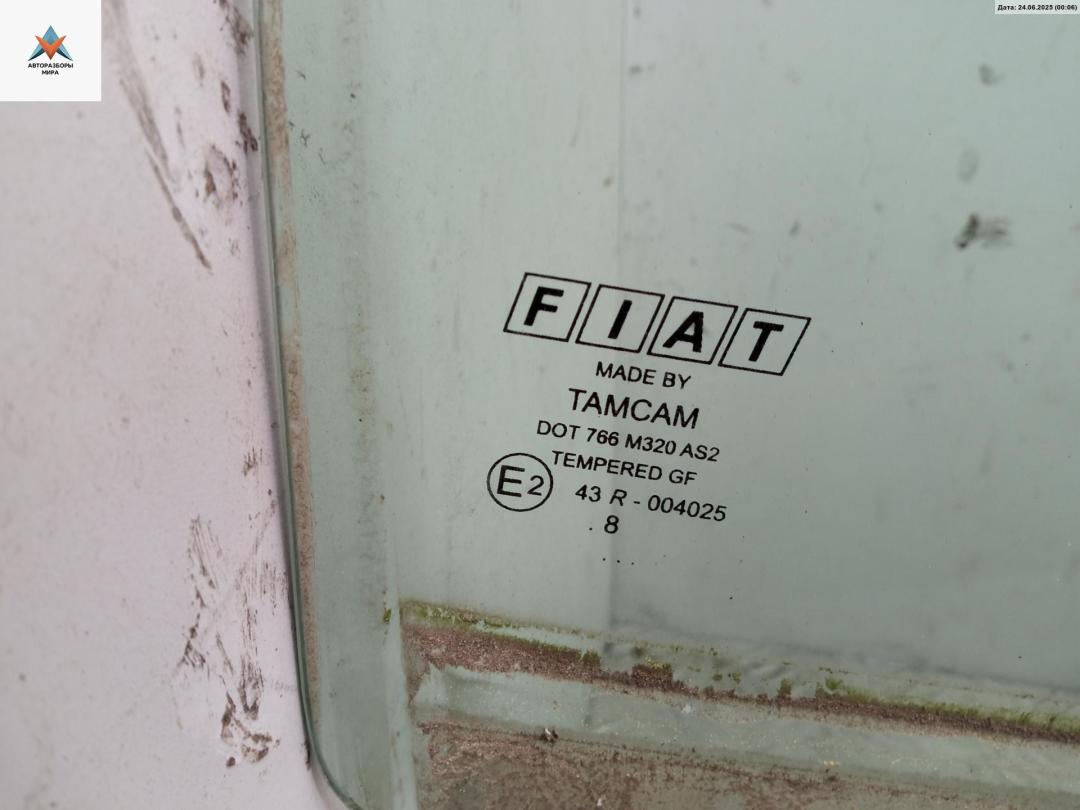 АВТОРАЗБОРЫ
МИРА
Дата: 24.06.2025 (00:06)
FIAT
MADE BY
TAMCAM
DOT 766 M320 AS2
TEMPERED GF
E2 43 R - 004025
. 8
. . .